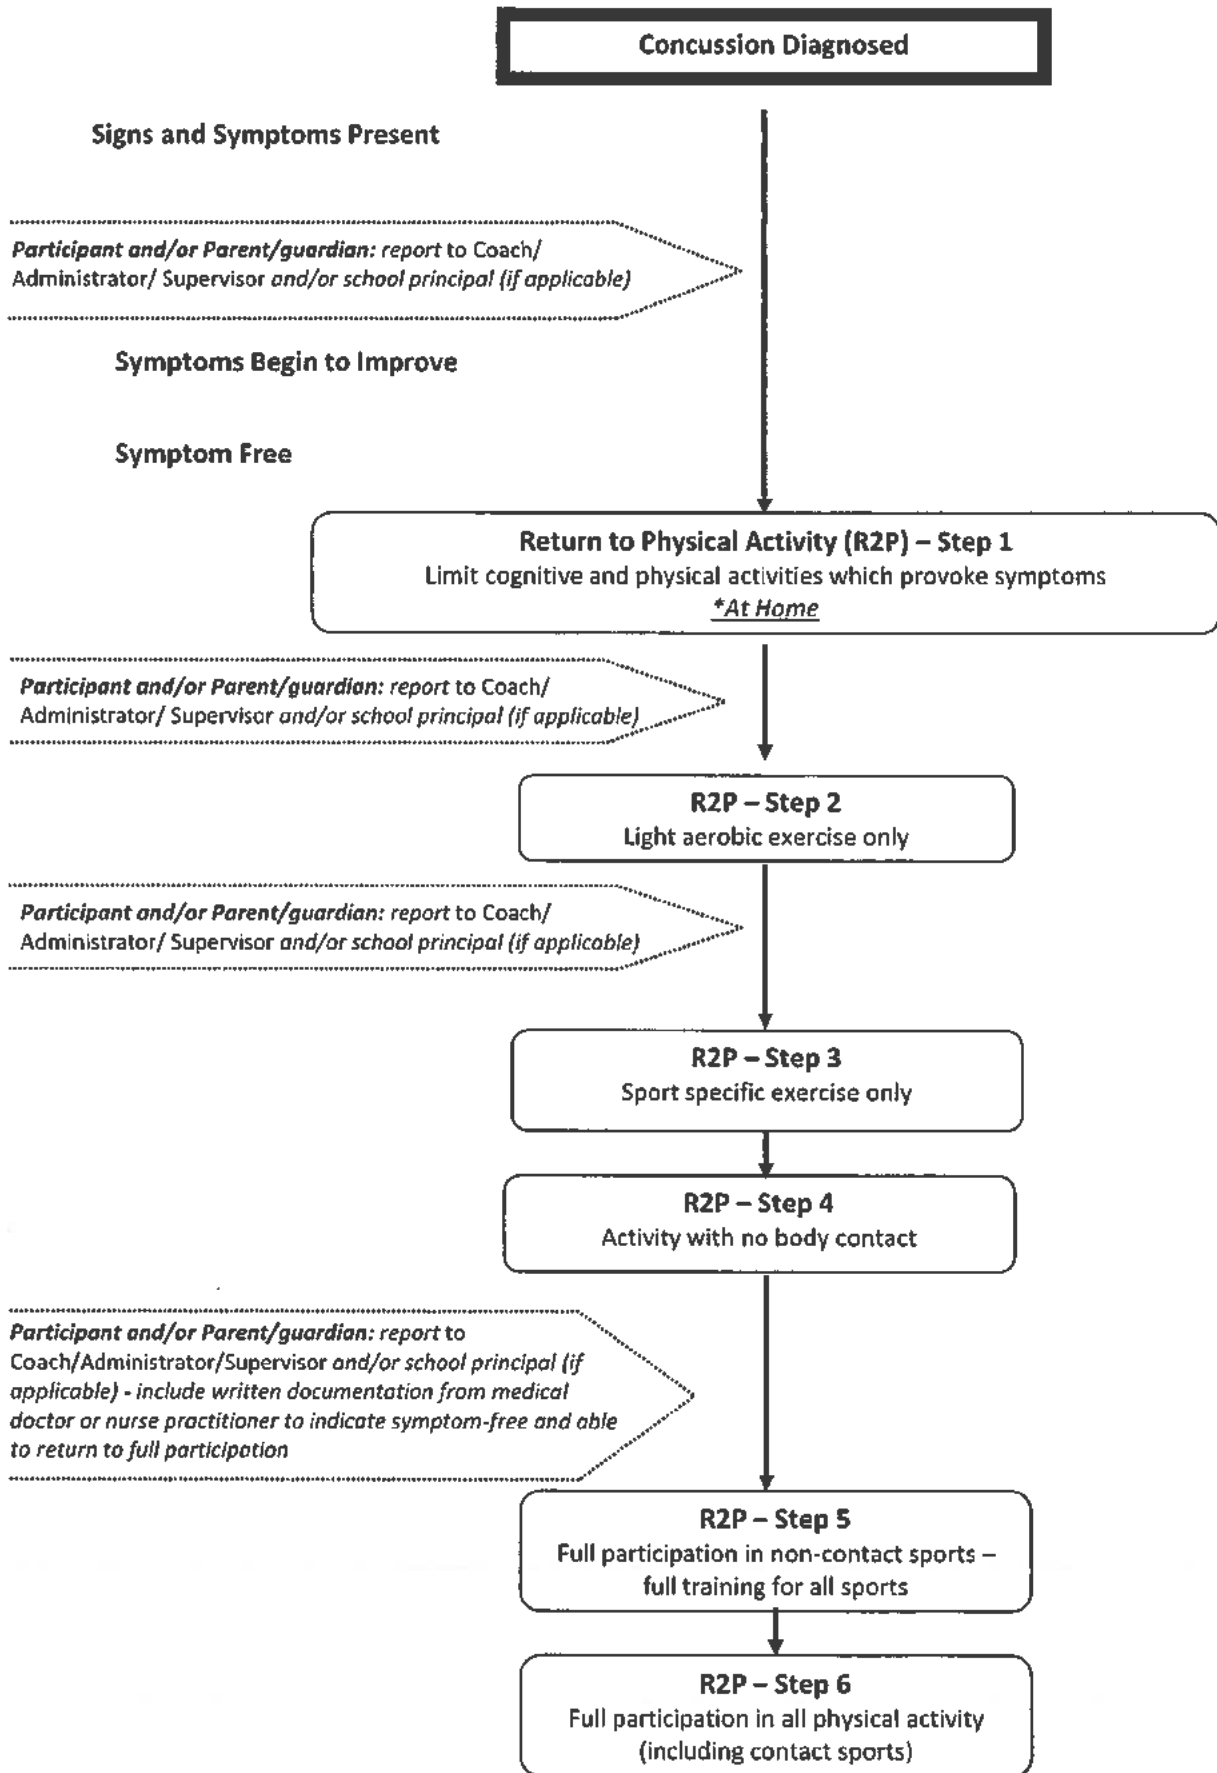 Concussion Diagnosed
Signs and Symptoms Present
Participant and/or Parent/guardian: report to Coach/
Administrator/ Supervisor and/or school principal (if applicable)
Symptoms Begin to Improve
Symptom Free
Return to Physical Activity (R2P) – Step 1
Limit cognitive and physical activities which provoke symptoms
*At Home
Participant and/or Parent/guardian: report to Coach/
Administrator/ Supervisor and/or school principal (if applicable)
R2P – Step 2
Light aerobic exercise only
Participant and/or Parent/guardian: report to Coach/
Administrator/ Supervisor and/or school principal (if applicable)
R2P – Step 3
Sport specific exercise only
R2P – Step 4
Activity with no body contact
Participant and/or Parent/guardian: report to
Coach/Administrator/Supervisor and/or school principal (if
applicable) - include written documentation from medical
doctor or nurse practitioner to indicate symptom-free and able
to return to full participation
R2P – Step 5
Full participation in non-contact sports –
full training for all sports
R2P – Step 6
Full participation in all physical activity
(including contact sports)